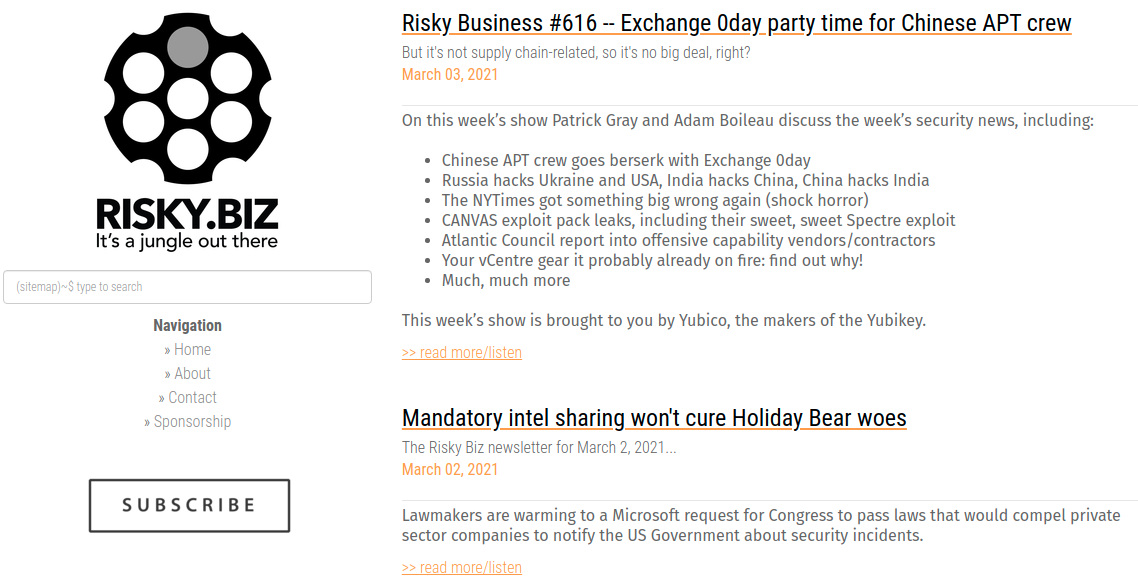 RISKY.BIZ
It's a jungle out there
(sitemap)~$ type to search
Navigation
» Home
» About
» Contact
» Sponsorship
SUBSCRIBE
Risky Business #616 -- Exchange 0day party time for Chinese APT crew
But it's not supply chain-related, so it's no big deal, right?
March 03, 2021
On this week’s show Patrick Gray and Adam Boileau discuss the week’s security news, including:
• Chinese APT crew goes berserk with Exchange 0day
• Russia hacks Ukraine and USA, India hacks China, China hacks India
• The NYTimes got something big wrong again (shock horror)
• CANVAS exploit pack leaks, including their sweet, sweet Spectre exploit
• Atlantic Council report into offensive capability vendors/contractors
• Your vCentre gear it probably already on fire: find out why!
• Much, much more
This week’s show is brought to you by Yubico, the makers of the Yubikey.
>> read more/listen
Mandatory intel sharing won't cure Holiday Bear woes
The Risky Biz newsletter for March 2, 2021...
March 02, 2021
Lawmakers are warming to a Microsoft request for Congress to pass laws that would compel private
sector companies to notify the US Government about security incidents.
>> read more/listen